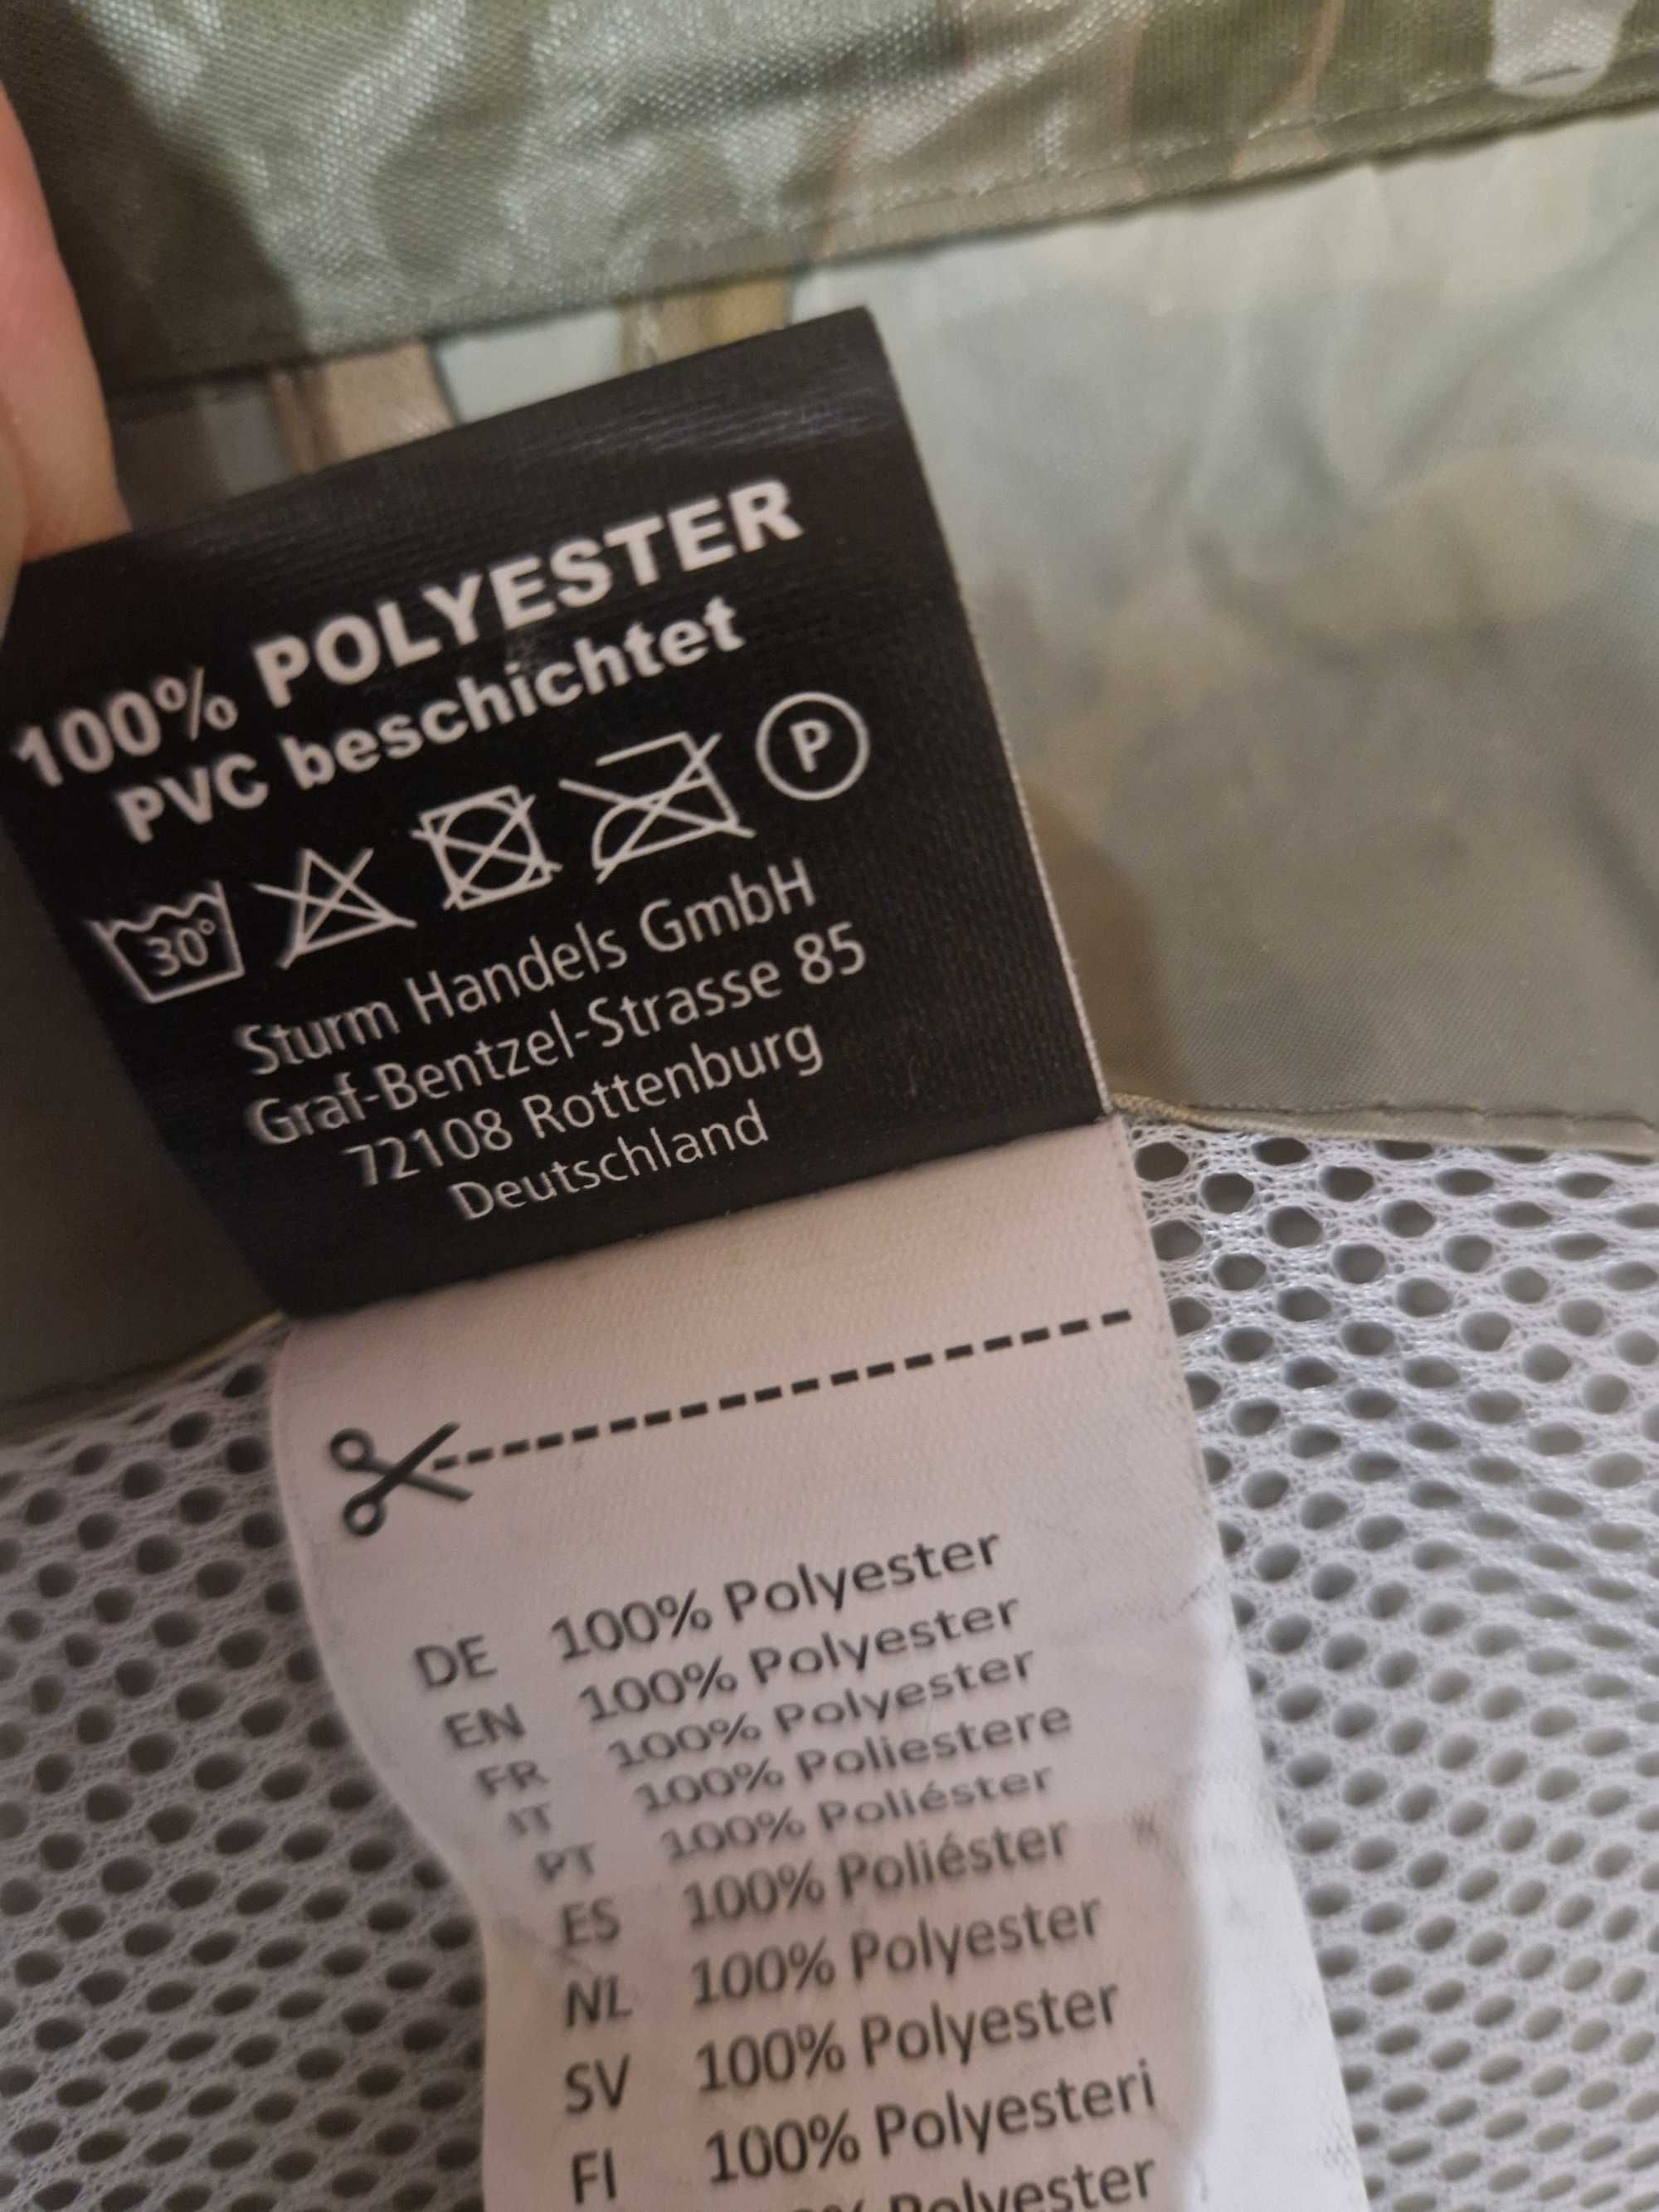 100% POLYESTER
PVC beschichtet
30° P
Sturm Handels GmbH
Graf-Bentzel-Strasse 85
72108 Rottenburg
Deutschland
DE 100% Polyester
EN 100% Polyester
FR 100% Polyester
IT 100% Poliestere
PT 100% Poliéster
ES 100% Poliéster
NL 100% Polyester
SV 100% Polyester
FI 100% Polyesteri
% Polyester